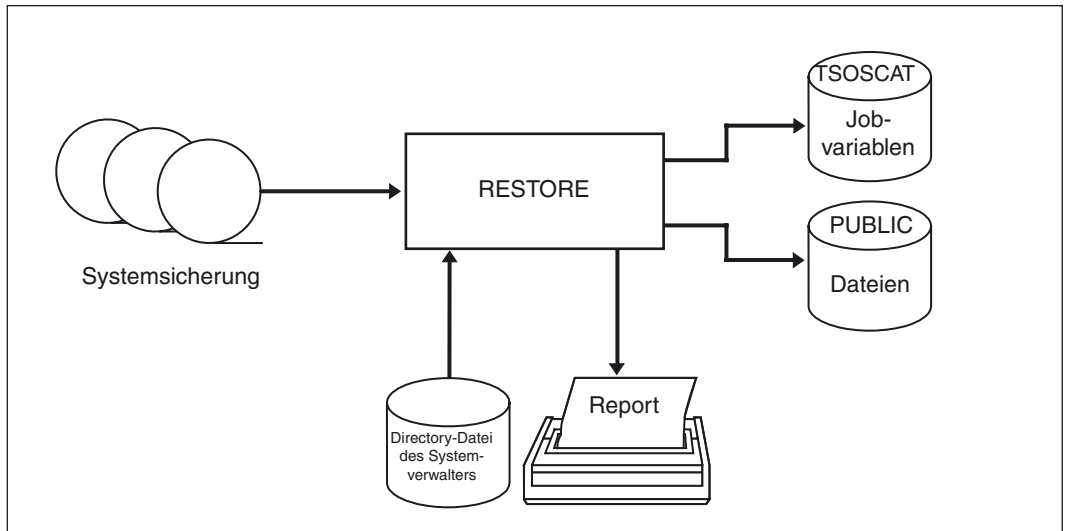 TSOSCAT
Job-
variablen
RESTORE
PUBLIC
Dateien
Systemsicherung
Report
Directory-Datei
des System-
verwalters